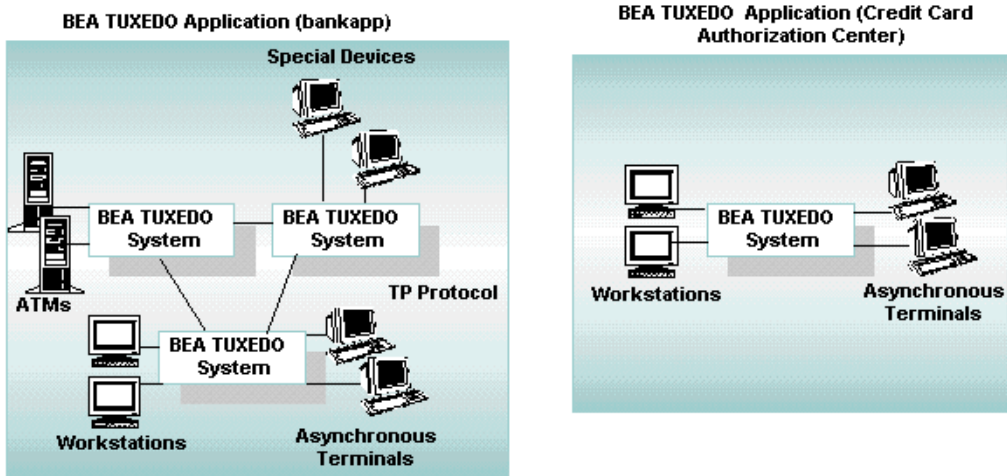 BEA TUXEDO Application (bankapp)
Special Devices
BEA TUXEDO
System
BEA TUXEDO
System
ATMs
TP Protocol
BEA TUXEDO
System
Workstations
Asynchronous
Terminals
BEA TUXEDO  Application (Credit Card
Authorization Center)
BEA TUXEDO
System
Workstations
Asynchronous
Terminals